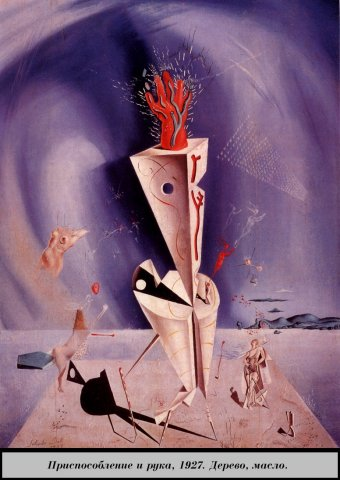 Приспособление и рука, 1927. Дерево, масло.